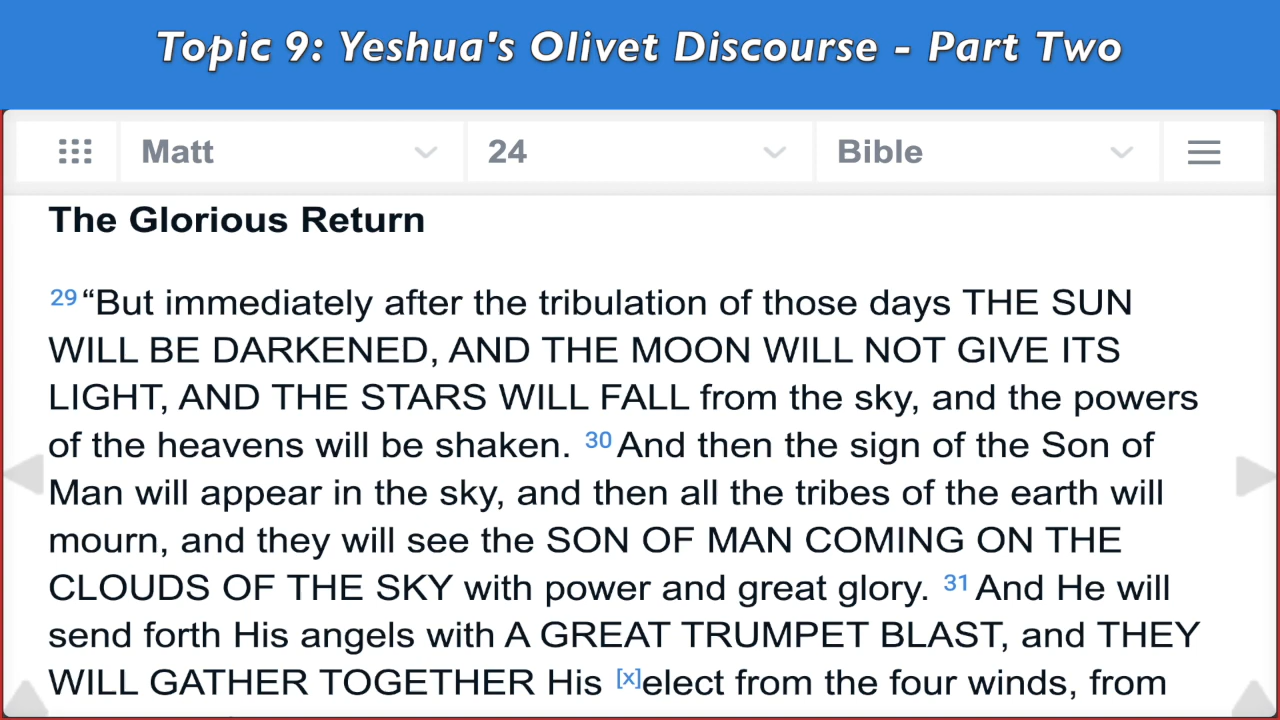 Topic 9: Yeshua's Olivet Discourse - Part Two
Matt 24 Bible
The Glorious Return
29 “But immediately after the tribulation of those days THE SUN
WILL BE DARKENED, AND THE MOON WILL NOT GIVE ITS
LIGHT, AND THE STARS WILL FALL from the sky, and the powers
of the heavens will be shaken. 30 And then the sign of the Son of
Man will appear in the sky, and then all the tribes of the earth will
mourn, and they will see the SON OF MAN COMING ON THE
CLOUDS OF THE SKY with power and great glory. 31 And He will
send forth His angels with A GREAT TRUMPET BLAST, and THEY
WILL GATHER TOGETHER His [x]elect from the four winds, from